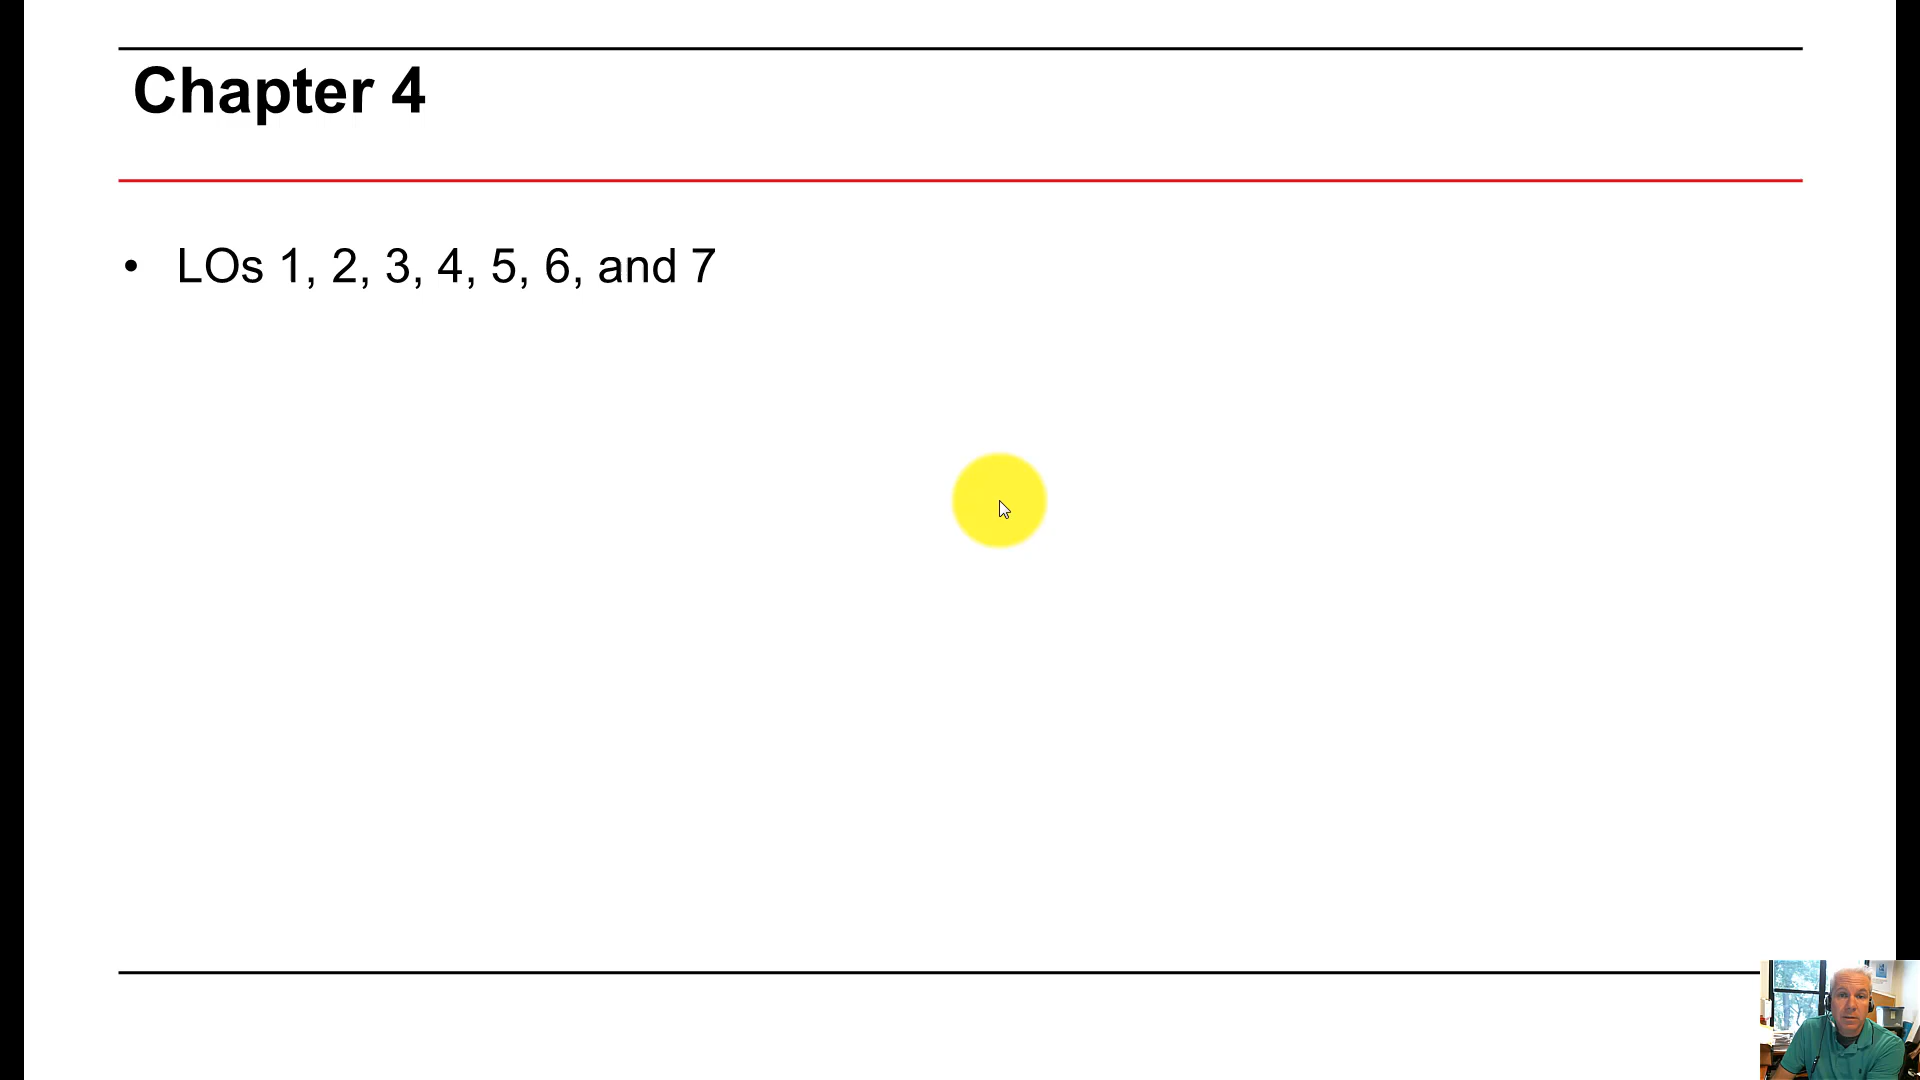 Chapter 4
• LOs 1, 2, 3, 4, 5, 6, and 7